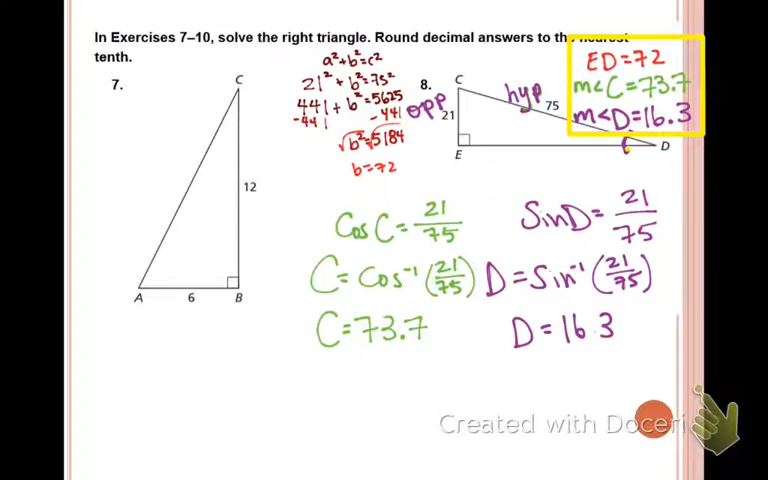 In Exercises 7–10, solve the right triangle. Round decimal answers to the nearest
tenth.
7.
C
12
A
6
B
a²+b²=c²
21²+b²=75²
441+b²=5625
-441
-441
√b²=√5184
b=72
8.
C
opp
21
hyp
75
E
D
ED=72
m<C=73.7
m<D=16.3
Cos C=21/75
C=Cos⁻¹(21/75)
C=73.7
SinD=21/75
D=Sin⁻¹(21/75)
D=16.3
Created with Doceri